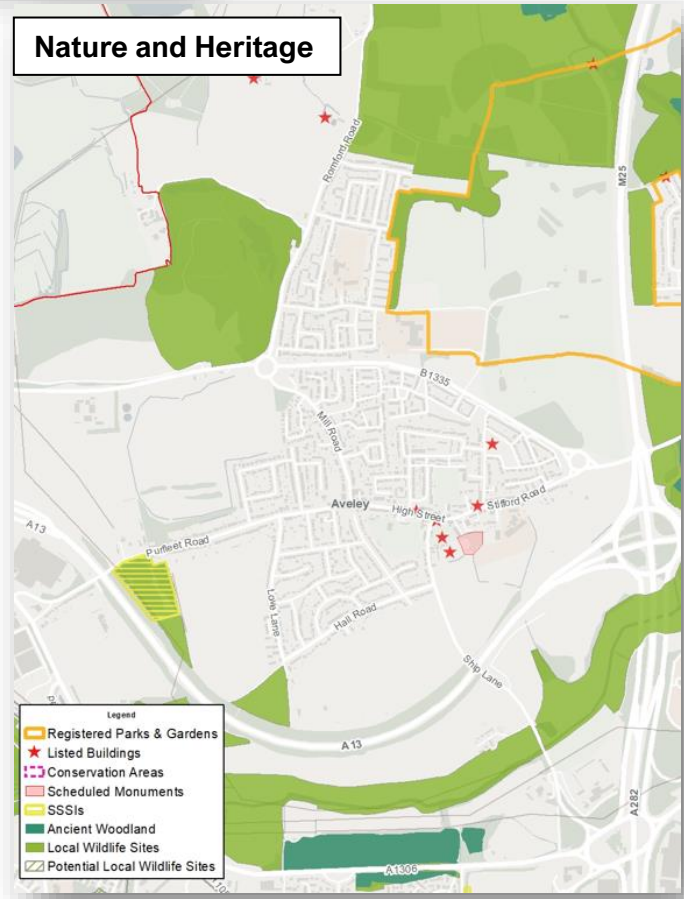 Nature and Heritage
Romford Road
M25
B1335
Mill Road
Aveley
High Street
Stifford Road
A13
Purfleet Road
Love Lane
Hall Road
Ship Lane
A13
A282
A1306
Legend
Registered Parks & Gardens
Listed Buildings
Conservation Areas
Scheduled Monuments
SSSIs
Ancient Woodland
Local Wildlife Sites
Potential Local Wildlife Sites